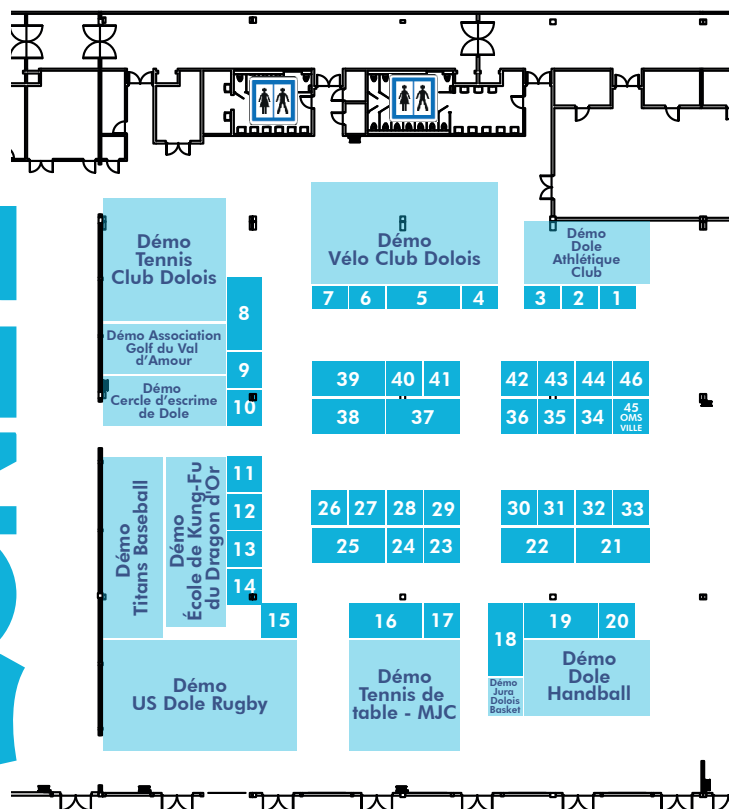 Démo
Tennis
Club Dolois
Démo
Vélo Club Dolois
Démo
Dole
Athlétique
Club
7
6
5
4
3
2
1
8
Démo Association
Golf du Val
d'Amour
9
Démo
Cercle d'escrime
de Dole
10
39
40
41
42
43
44
46
38
37
36
35
34
45
OMS
VILLE
Démo
Titans Baseball
Démo
École de Kung-Fu
du Dragon d'Or
11
12
13
14
26
27
28
29
30
31
32
33
25
24
23
22
21
15
16
17
18
19
20
Démo
US Dole Rugby
Démo
Tennis de
table - MJC
Démo
Jura
Dolois
Basket
Démo
Dole
Handball